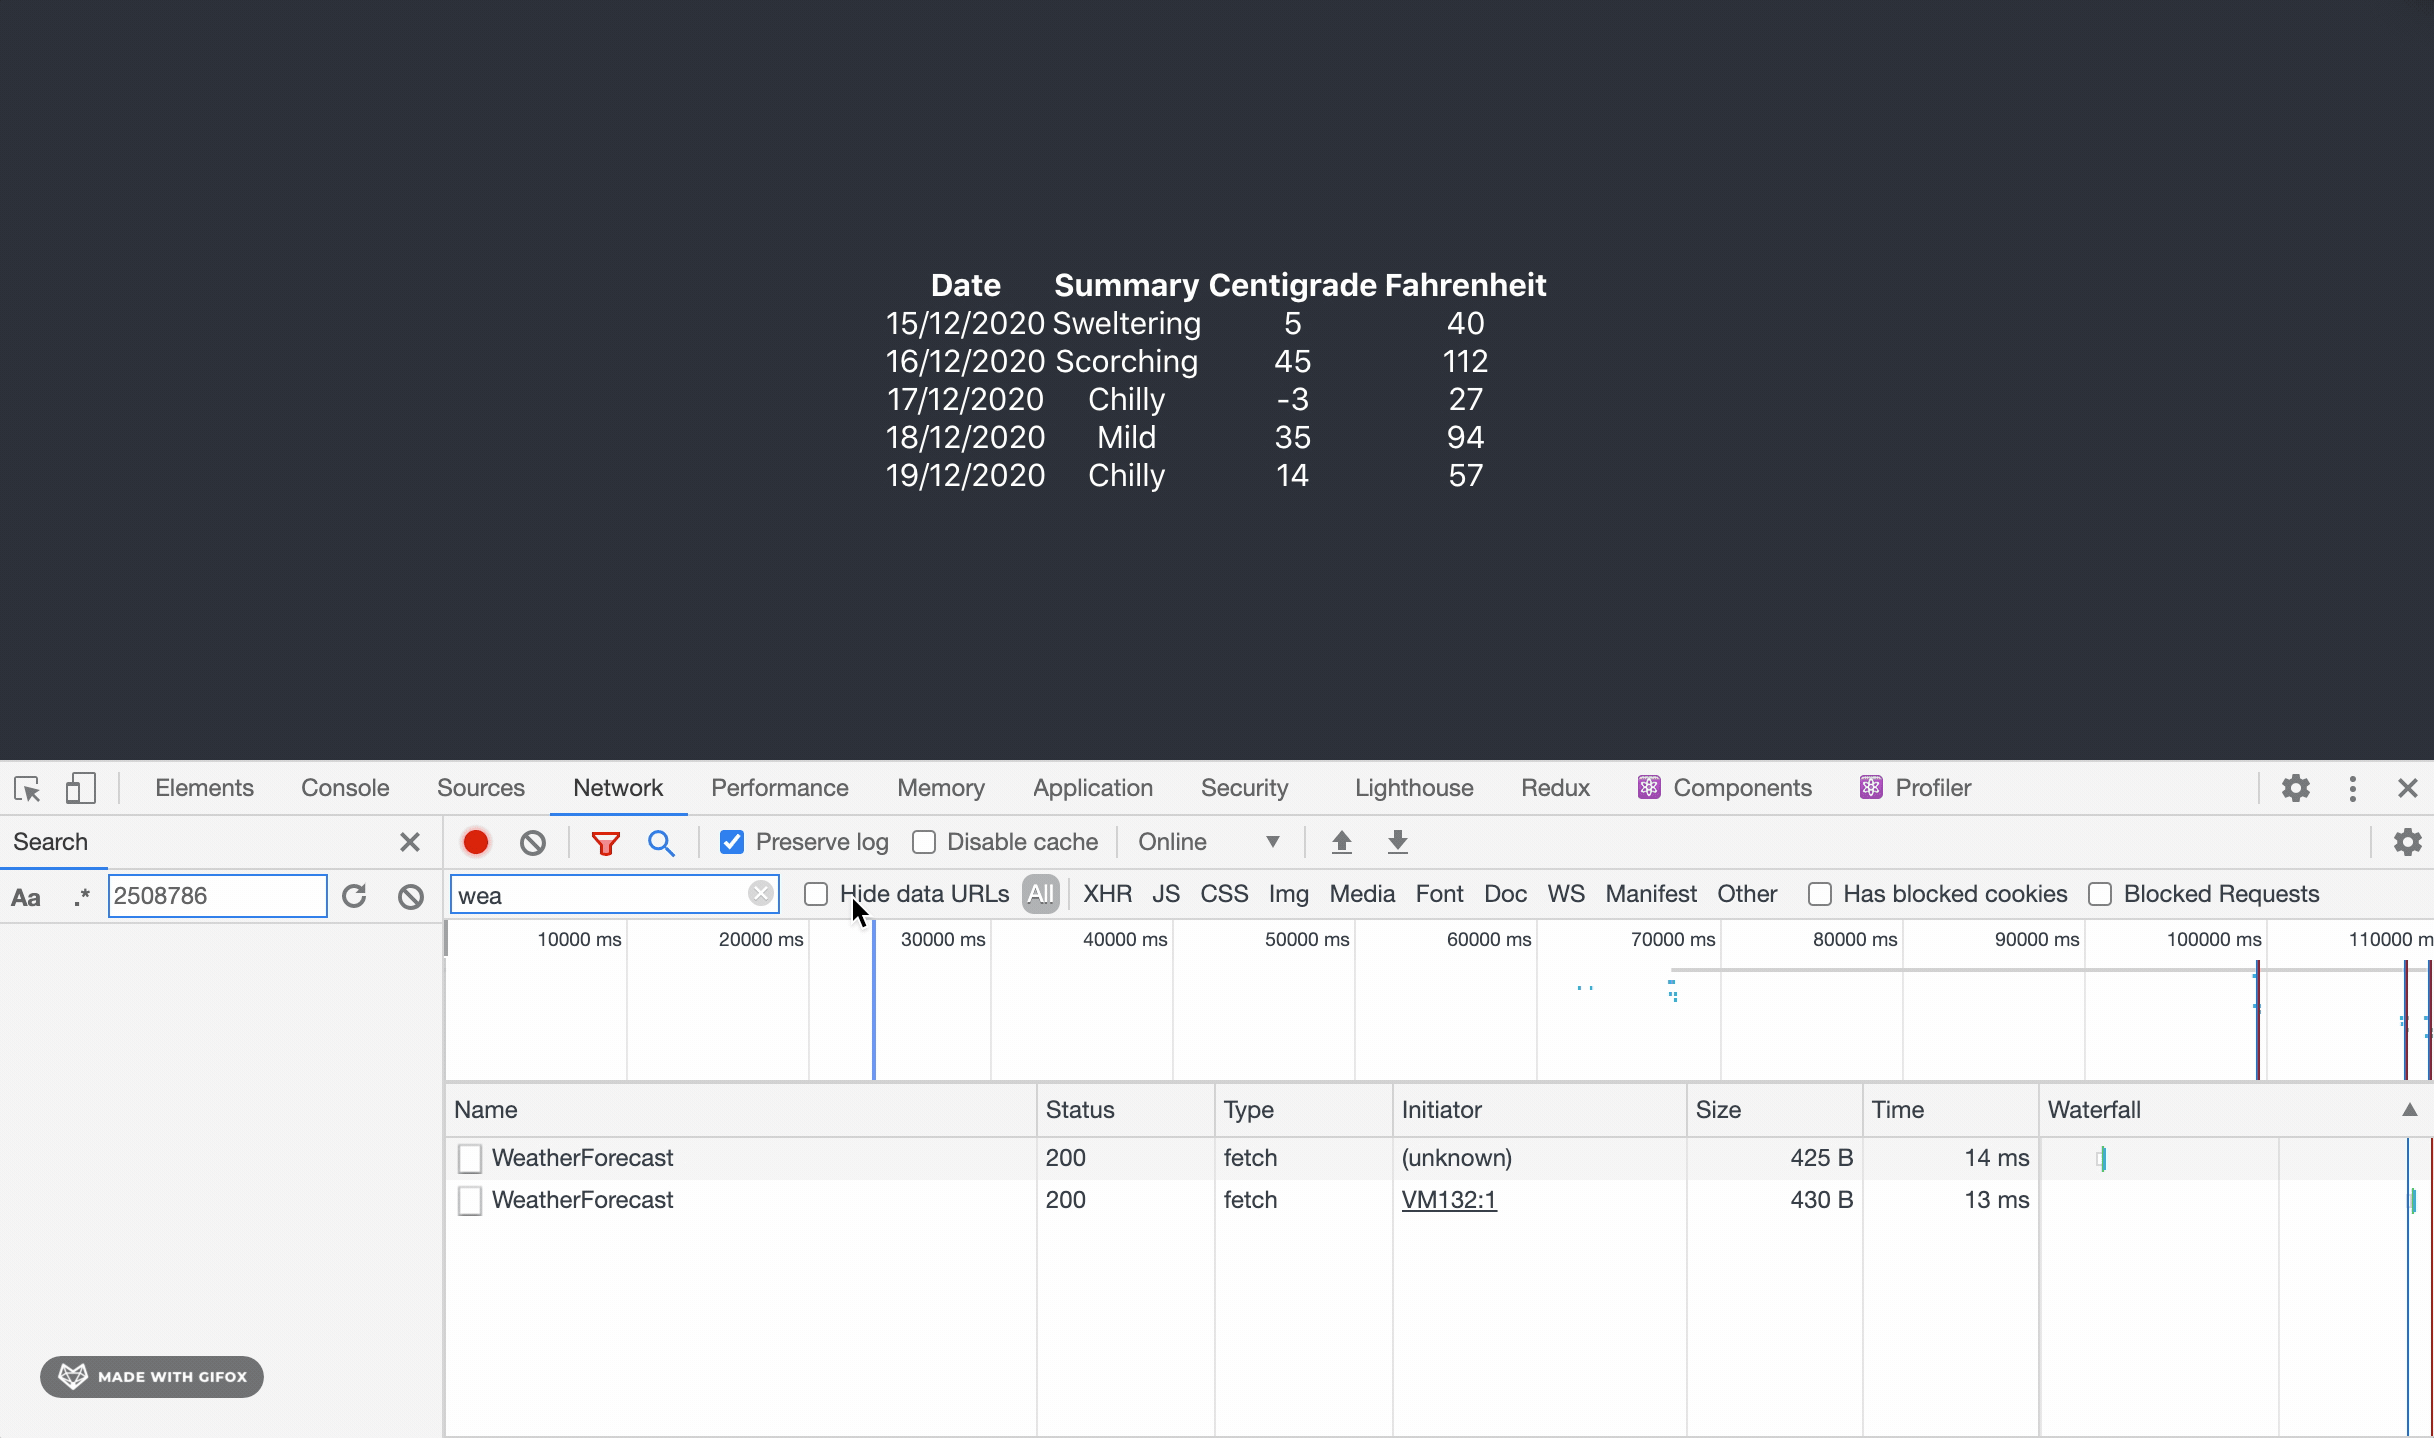 Date Summary Centigrade Fahrenheit
15/12/2020 Sweltering 5 40
16/12/2020 Scorching 45 112
17/12/2020 Chilly -3 27
18/12/2020 Mild 35 94
19/12/2020 Chilly 14 57
Elements Console Sources Network Performance Memory Application Security Lighthouse Redux Components Profiler
Search
Preserve log Disable cache Online
Aa .* 2508786
wea Hide data URLs All XHR JS CSS Img Media Font Doc WS Manifest Other Has blocked cookies Blocked Requests
10000 ms 20000 ms 30000 ms 40000 ms 50000 ms 60000 ms 70000 ms 80000 ms 90000 ms 100000 ms 110000 m
Name Status Type Initiator Size Time Waterfall
WeatherForecast 200 fetch (unknown) 425 B 14 ms
WeatherForecast 200 fetch VM132:1 430 B 13 ms
MADE WITH GIFOX